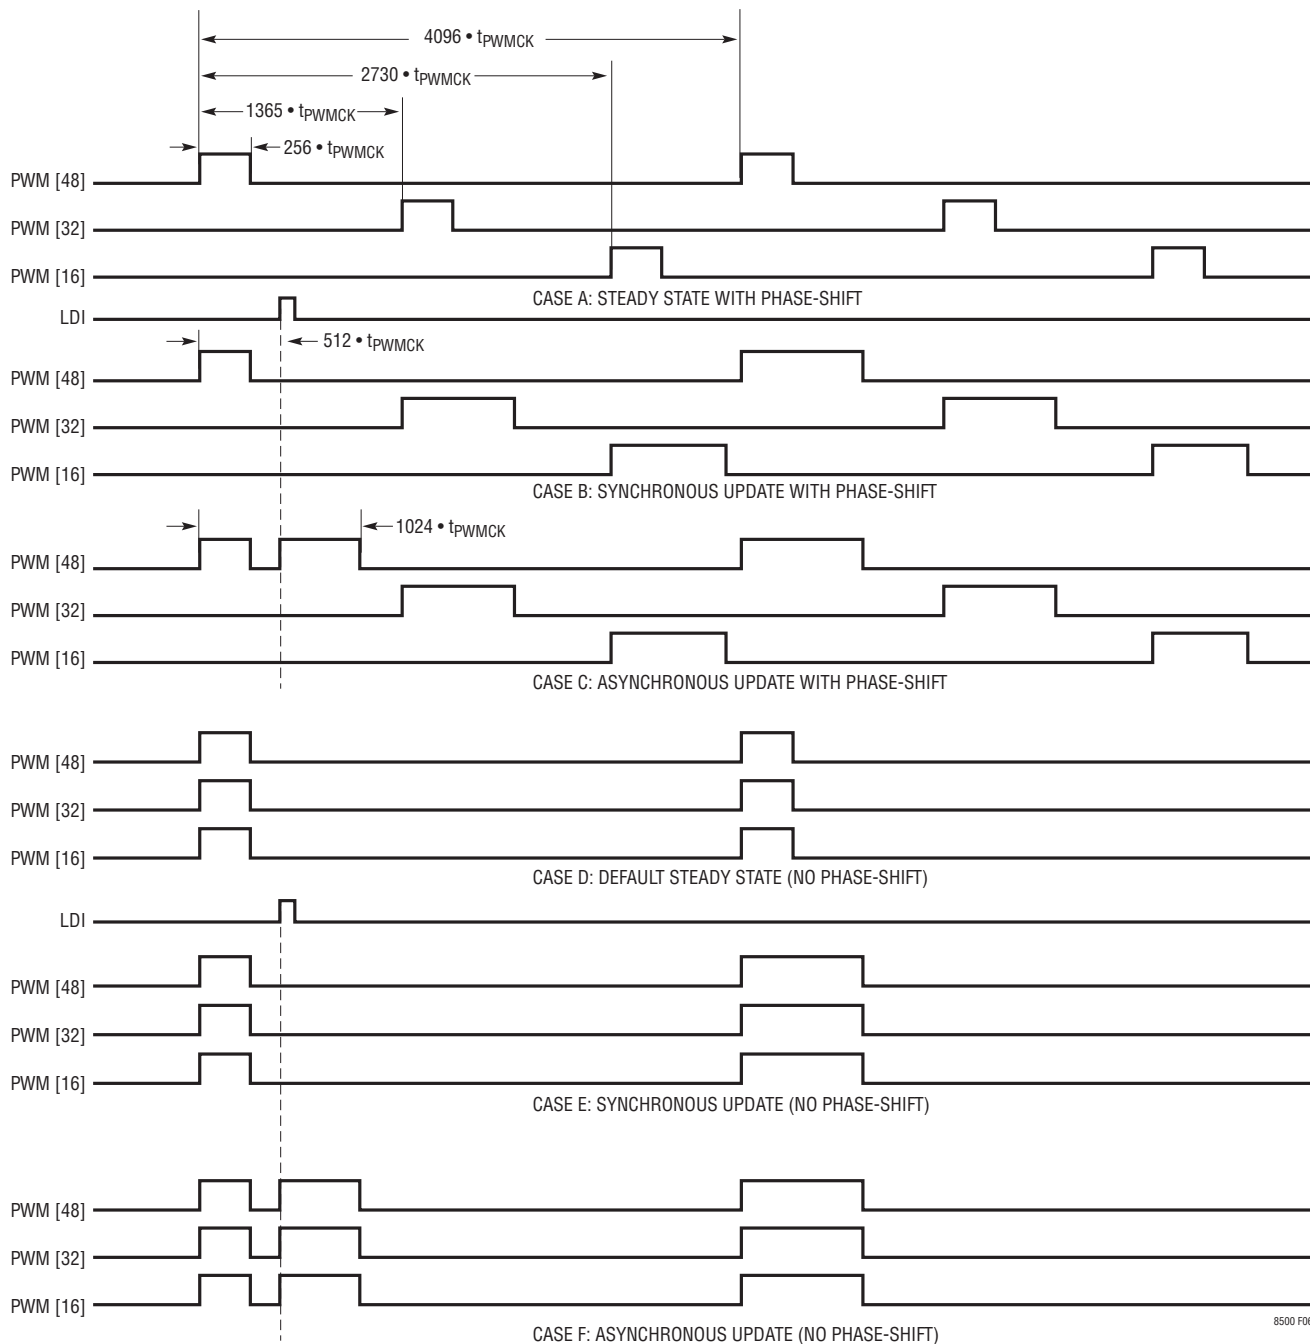 4096 • tPWMCK
2730 • tPWMCK
1365 • tPWMCK
256 • tPWMCK
PWM [48]
PWM [32]
PWM [16]
CASE A: STEADY STATE WITH PHASE-SHIFT
LDI
512 • tPWMCK
PWM [48]
PWM [32]
PWM [16]
CASE B: SYNCHRONOUS UPDATE WITH PHASE-SHIFT
1024 • tPWMCK
PWM [48]
PWM [32]
PWM [16]
CASE C: ASYNCHRONOUS UPDATE WITH PHASE-SHIFT
PWM [48]
PWM [32]
PWM [16]
CASE D: DEFAULT STEADY STATE (NO PHASE-SHIFT)
LDI
PWM [48]
PWM [32]
PWM [16]
CASE E: SYNCHRONOUS UPDATE (NO PHASE-SHIFT)
PWM [48]
PWM [32]
PWM [16]
8500 F06
CASE F: ASYNCHRONOUS UPDATE (NO PHASE-SHIFT)